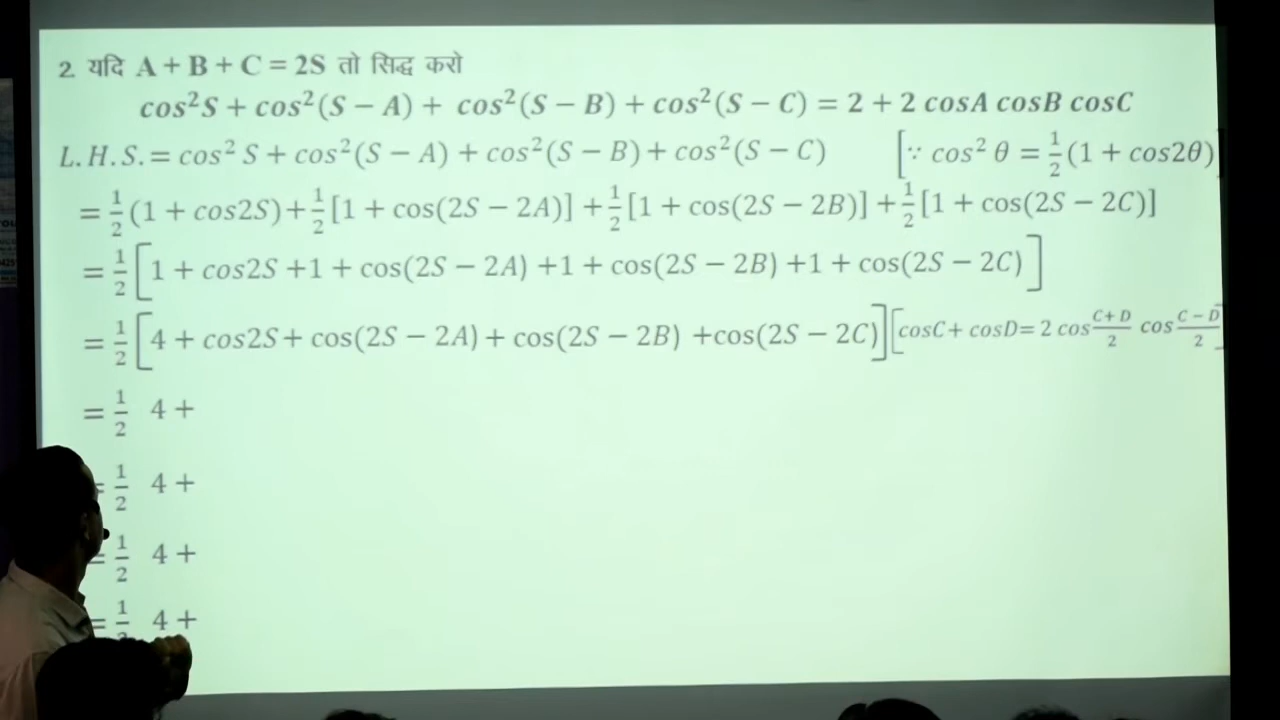 2. यदि A + B + C = 2S तो सिद्ध करो
cos²S + cos²(S − A) + cos²(S − B) + cos²(S − C) = 2 + 2 cosA cosB cosC
L.H.S. = cos² S + cos²(S − A) + cos²(S − B) + cos²(S − C) [∵ cos² θ = 1/2 (1 + cos2θ)]
= 1/2 (1 + cos2S) + 1/2 [1 + cos(2S − 2A)] + 1/2 [1 + cos(2S − 2B)] + 1/2 [1 + cos(2S − 2C)]
= 1/2 [1 + cos2S +1 + cos(2S − 2A) +1 + cos(2S − 2B) +1 + cos(2S − 2C)]
= 1/2 [4 + cos2S + cos(2S − 2A) + cos(2S − 2B) +cos(2S − 2C)] [cosC + cosD = 2 cos (C + D)/2 cos (C − D)/2]
= 1/2 4 +
= 1/2 4 +
= 1/2 4 +
= 1/2 4 +